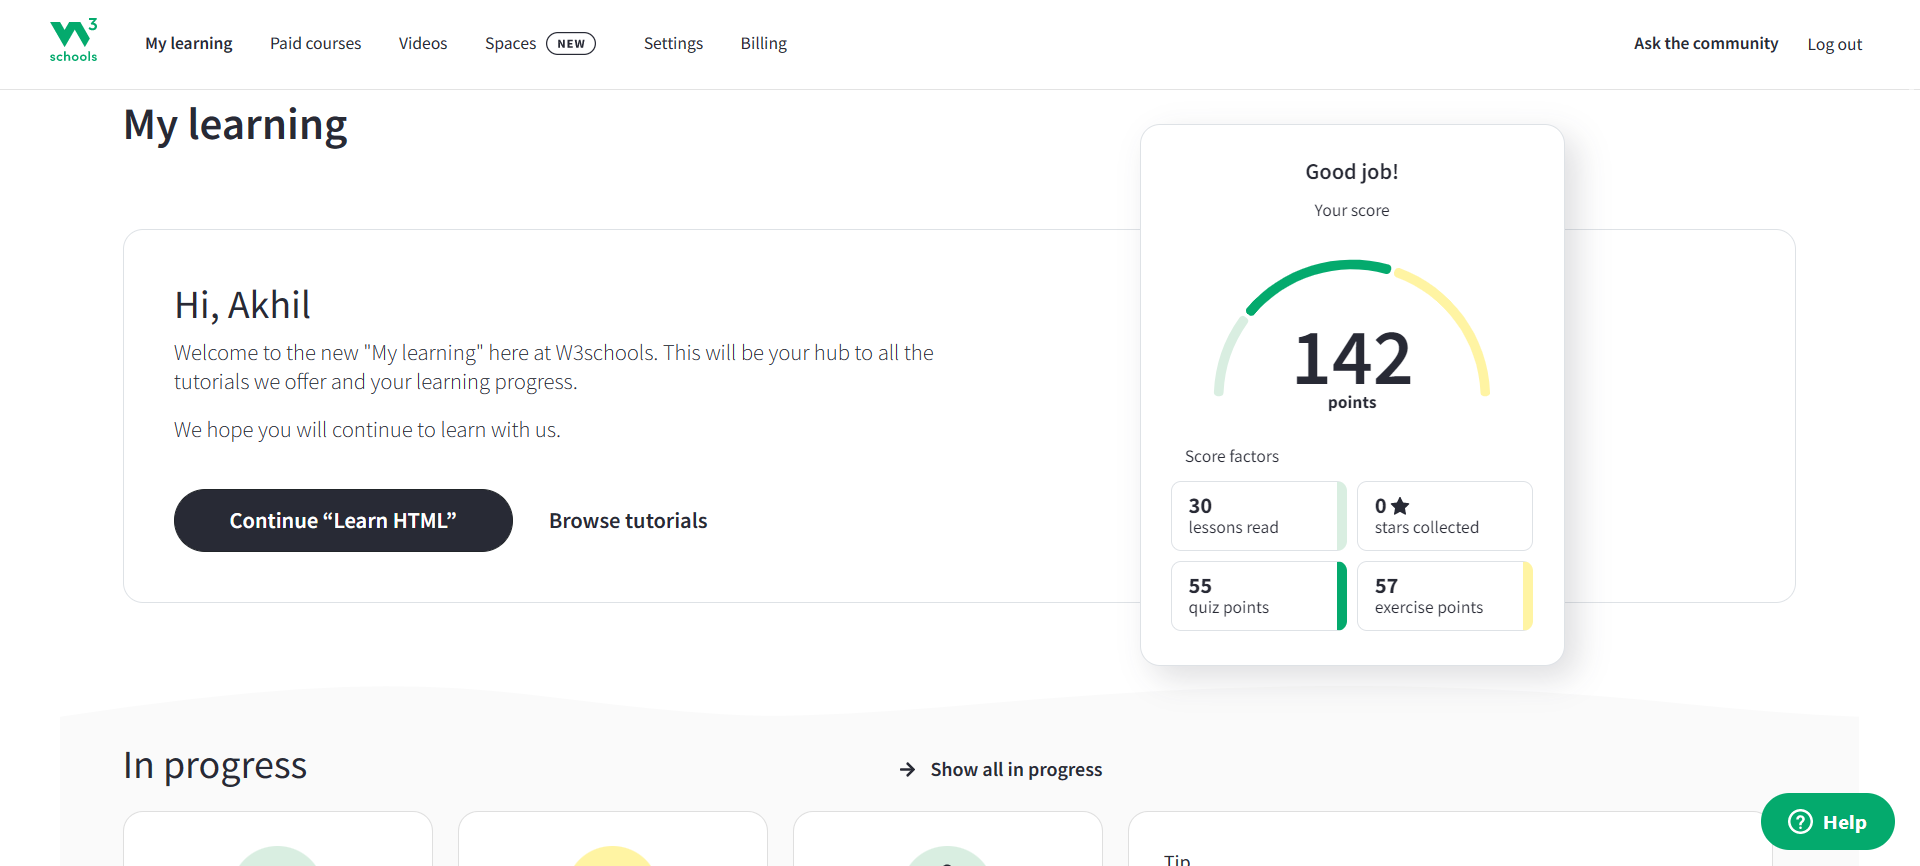 W3
schools
My learning
Paid courses
Videos
Spaces
NEW
Settings
Billing
Ask the community
Log out
My learning
Hi, Akhil
Welcome to the new "My learning" here at W3schools. This will be your hub to all the
tutorials we offer and your learning progress.
We hope you will continue to learn with us.
Continue “Learn HTML”
Browse tutorials
Good job!
Your score
142
points
Score factors
30
lessons read
0
stars collected
55
quiz points
57
exercise points
In progress
Show all in progress
Tip
Help